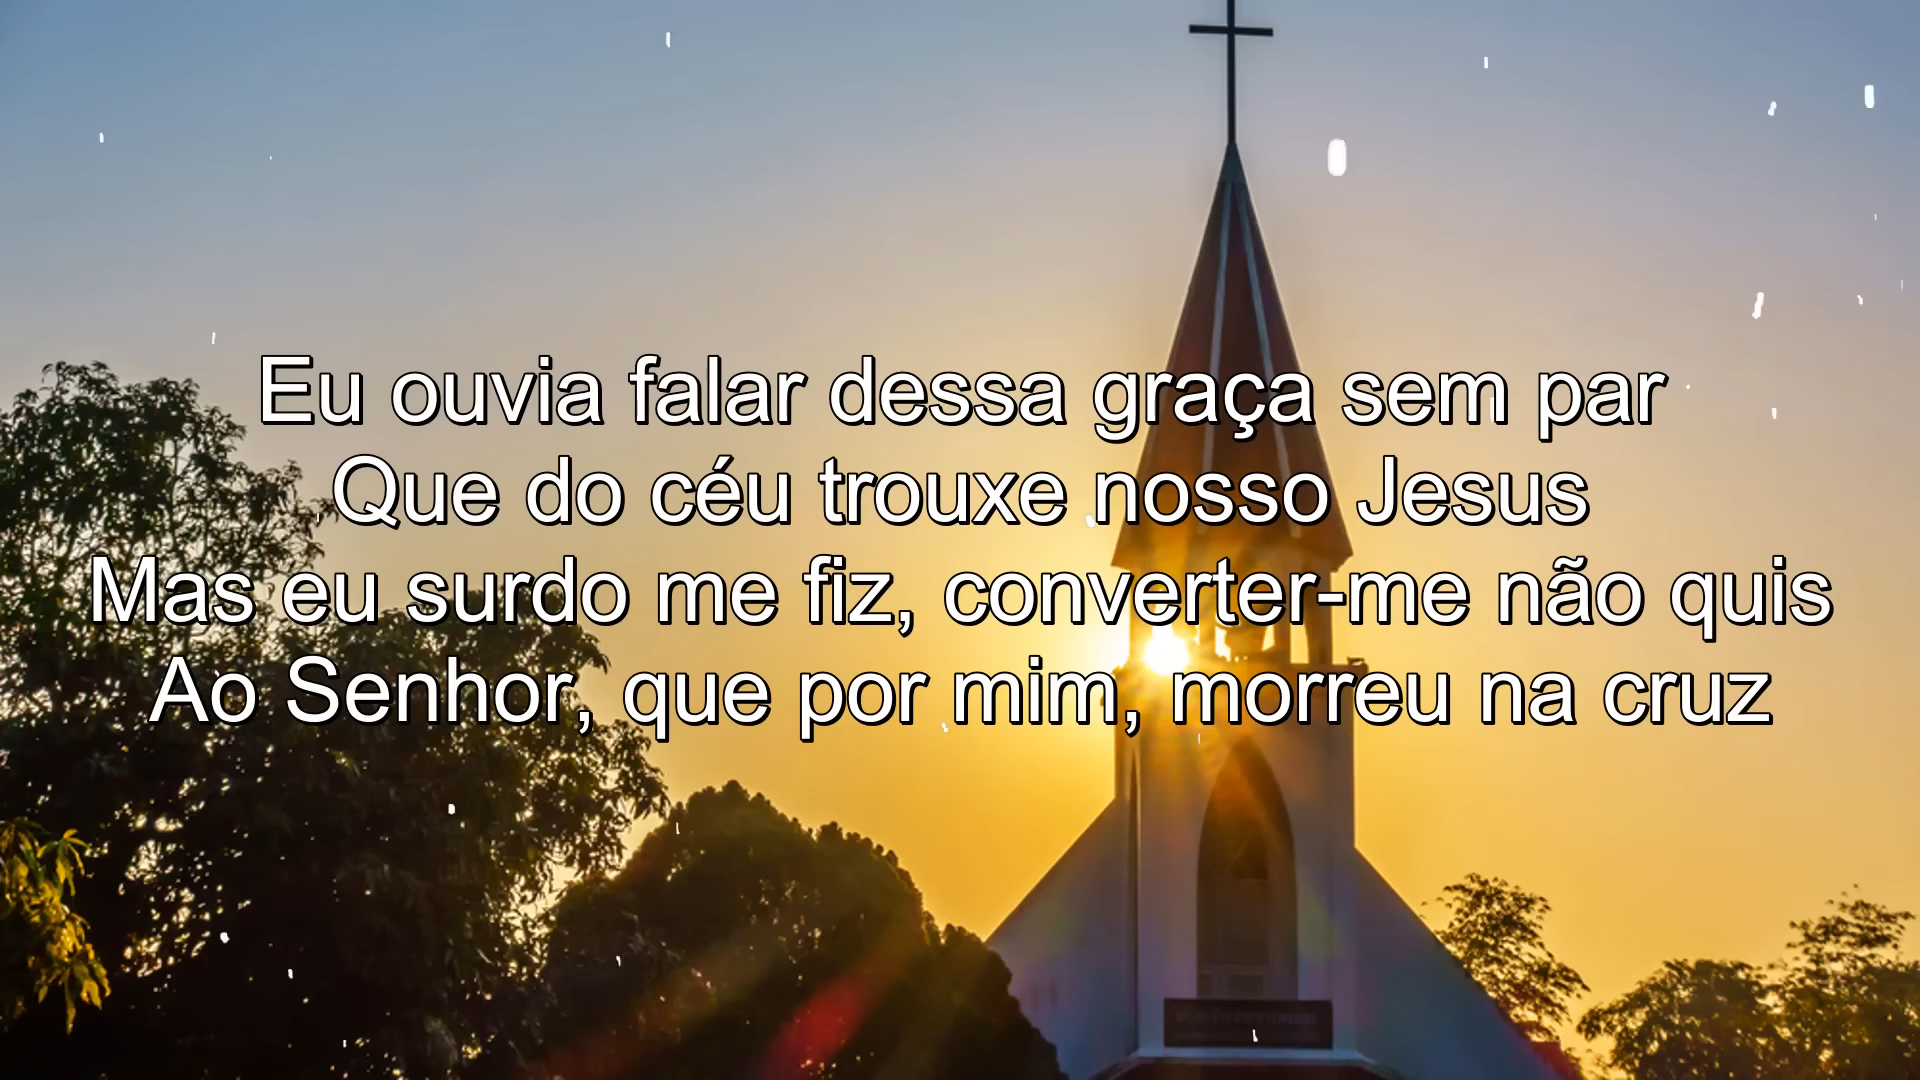 Eu ouvia falar dessa graça sem par
Que do céu trouxe nosso Jesus
Mas eu surdo me fiz, converter-me não quis
Ao Senhor, que por mim, morreu na cruz